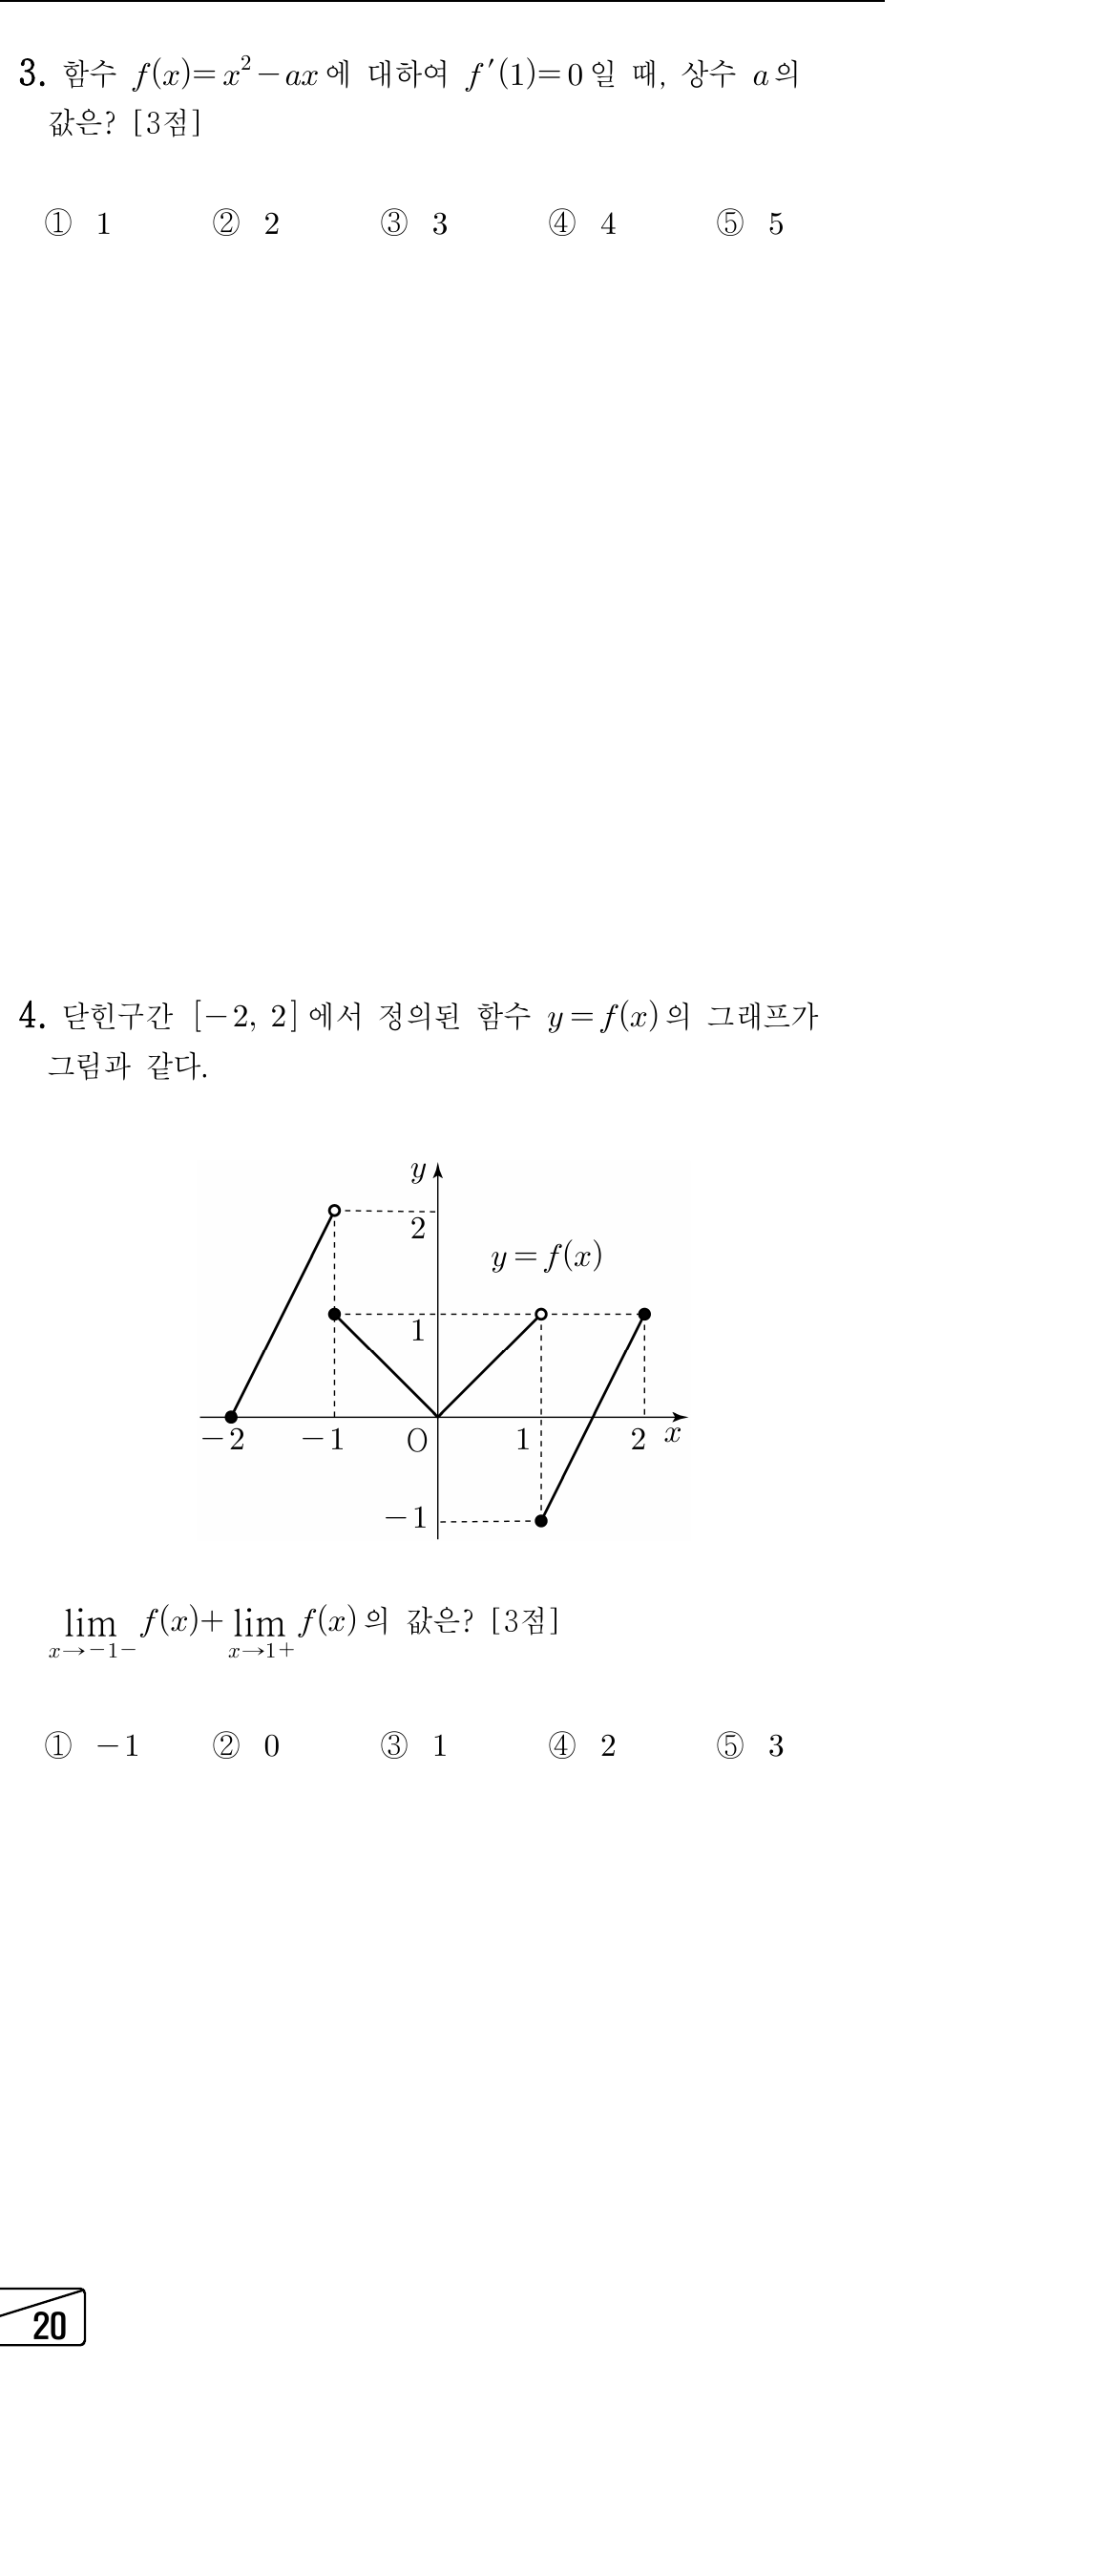 3. 함수 f(x)=x²−ax에 대하여 f′(1)=0일 때, 상수 a의
값은? [3점]
① 1 ② 2 ③ 3 ④ 4 ⑤ 5
4. 닫힌구간 [−2, 2]에서 정의된 함수 y=f(x)의 그래프가
그림과 같다.
y
2
y=f(x)
1
−2 −1 O 1 2 x
−1
lim f(x)+lim f(x)의 값은? [3점]
x→−1− x→1+
① −1 ② 0 ③ 1 ④ 2 ⑤ 3
20